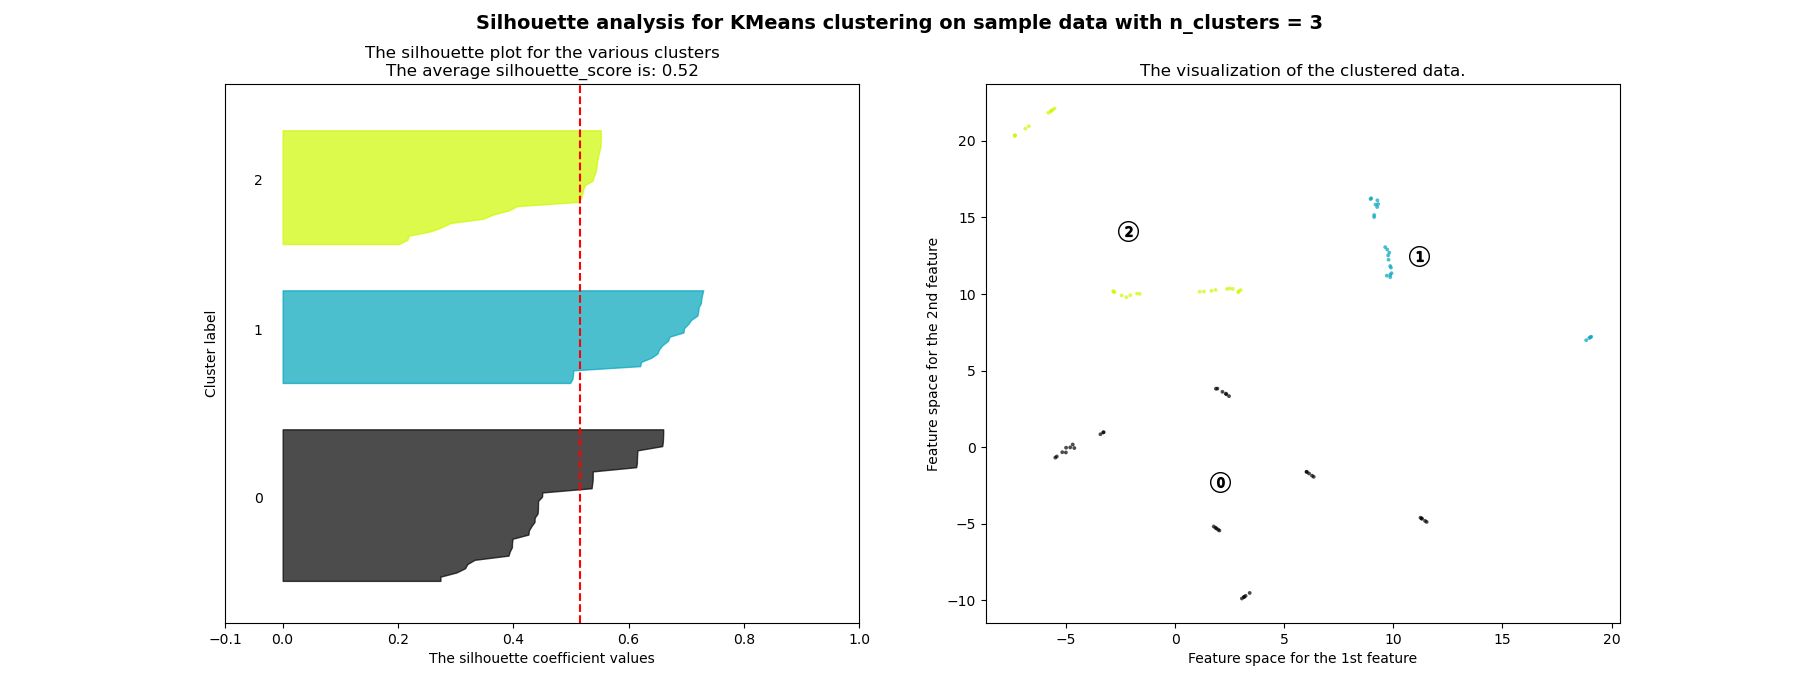 Silhouette analysis for KMeans clustering on sample data with n_clusters = 3
The silhouette plot for the various clusters
The average silhouette_score is: 0.52
2
1
0
Cluster label
−0.1 0.0 0.2 0.4 0.6 0.8 1.0
The silhouette coefficient values
The visualization of the clustered data.
20
15
10
5
0
−5
−10
Feature space for the 2nd feature
2
1
0
−5 0 5 10 15 20
Feature space for the 1st feature